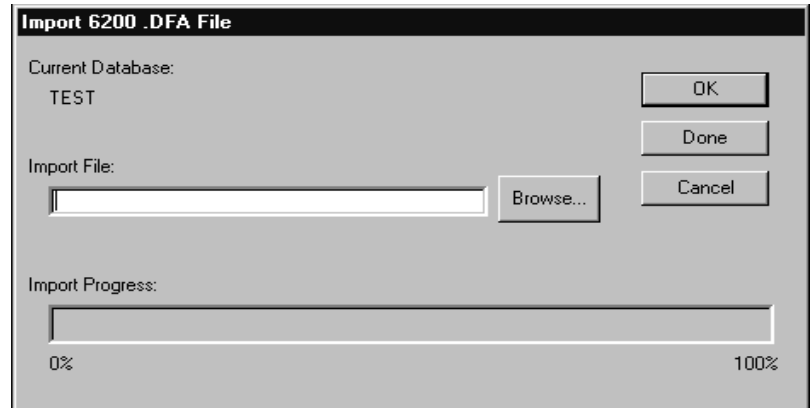 Import 6200 .DFA File
Current Database:
TEST
OK
Done
Import File:
Browse...
Cancel
Import Progress:
0%
100%